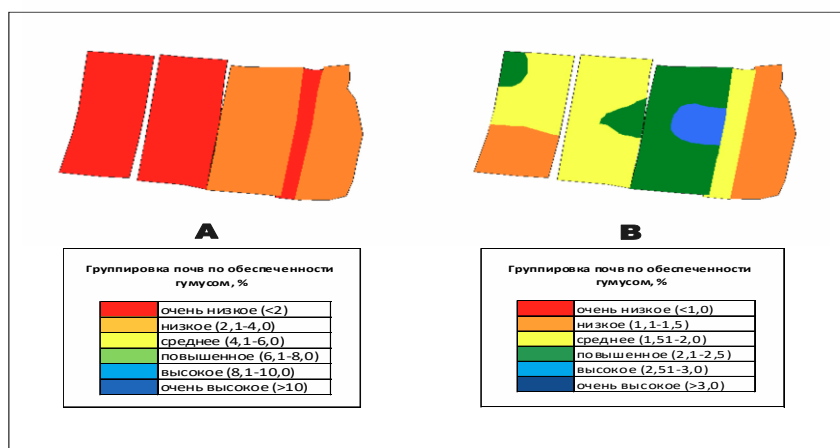 A
B
Группировка почв по обеспеченности
гумусом, %
очень низкое (<2)
низкое (2,1-4,0)
среднее (4,1-6,0)
повышенное (6,1-8,0)
высокое (8,1-10,0)
очень высокое (>10)
Группировка почв по обеспеченности
гумусом, %
очень низкое (<1,0)
низкое (1,1-1,5)
среднее (1,51-2,0)
повышенное (2,1-2,5)
высокое (2,51-3,0)
очень высокое (>3,0)